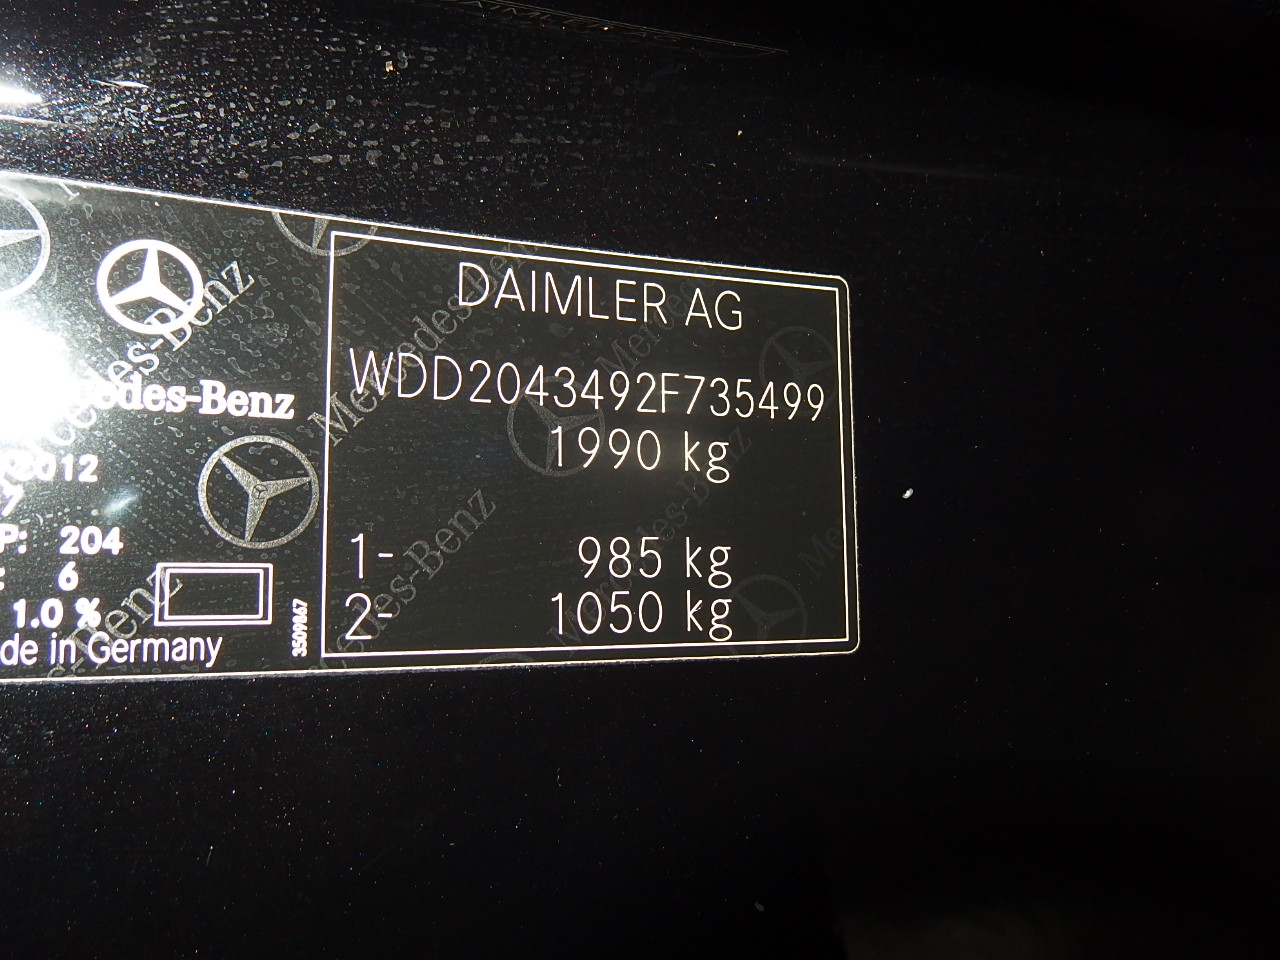 Mercedes-Benz
2012
P: 204
: 6
1.0 %
de in Germany
3509867
DAIMLER AG
WDD2043492F735499
1990 kg
1- 985 kg
2- 1050 kg